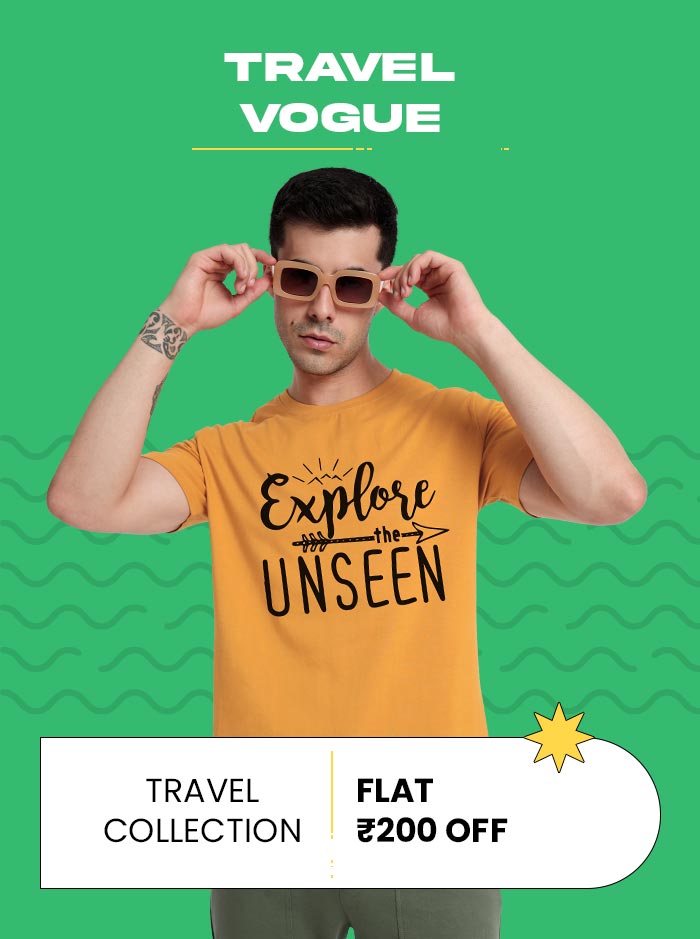 TRAVEL
VOGUE
Explore
the
UNSEEN
TRAVEL
COLLECTION
FLAT
₹200 OFF